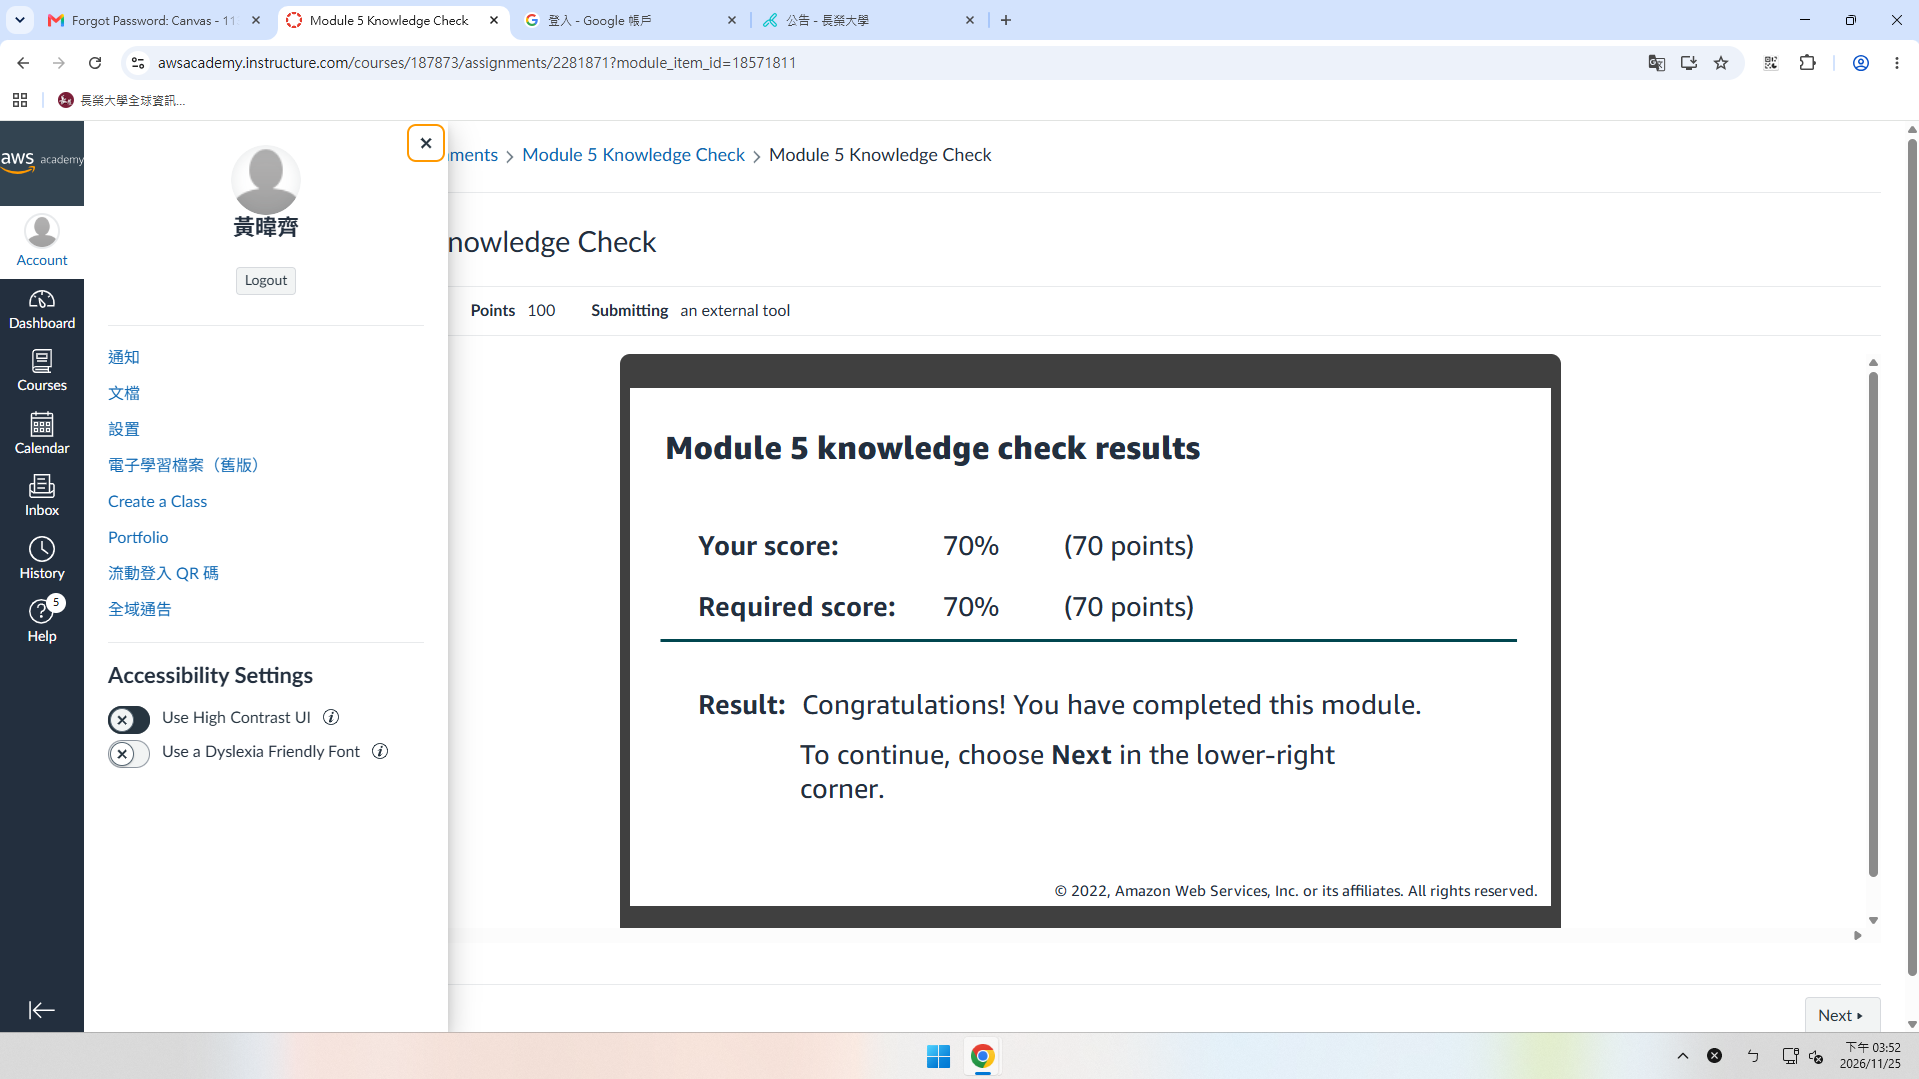 Forgot Password: Canvas - 11
Module 5 Knowledge Check
登入 - Google 帳戶
公告 - 長榮大學
awsacademy.instructure.com/courses/187873/assignments/2281871?module_item_id=18571811
長榮大學全球資訊...
aws academy
Account
Dashboard
Courses
Calendar
Inbox
History
5
Help
黃暐齊
Logout
通知
文檔
設置
電子學習檔案（舊版）
Create a Class
Portfolio
流動登入 QR 碼
全域通告
Accessibility Settings
Use High Contrast UI
Use a Dyslexia Friendly Font
ments > Module 5 Knowledge Check > Module 5 Knowledge Check
nowledge Check
Points 100 Submitting an external tool
Module 5 knowledge check results
Your score: 70% (70 points)
Required score: 70% (70 points)
Result: Congratulations! You have completed this module.
To continue, choose Next in the lower-right
corner.
© 2022, Amazon Web Services, Inc. or its affiliates. All rights reserved.
Next
ㄅ
下午 03:52
2026/11/25